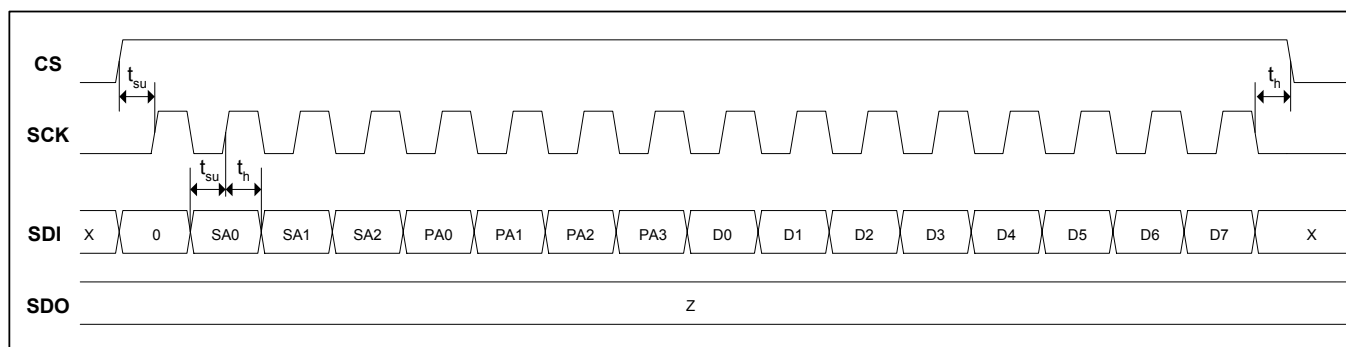 CS
t_su
t_h
SCK
t_su t_h
SDI X 0 SA0 SA1 SA2 PA0 PA1 PA2 PA3 D0 D1 D2 D3 D4 D5 D6 D7 X
SDO Z